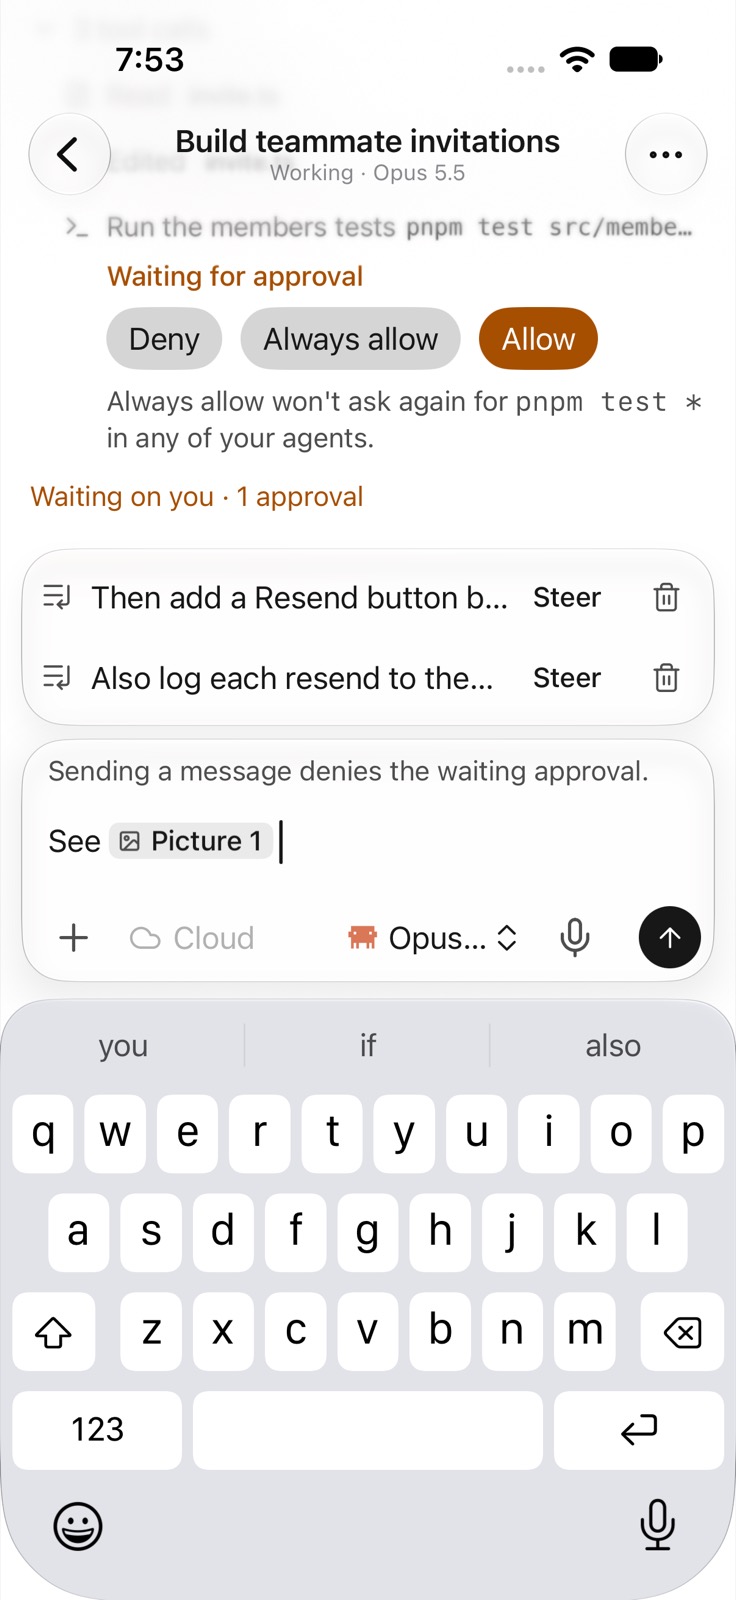 7:53
Build teammate invitations
Working · Opus 5.5
Edited invite.ts
>_ Run the members tests pnpm test src/membe…
Waiting for approval
Deny Always allow Allow
Always allow won't ask again for pnpm test *
in any of your agents.
Waiting on you · 1 approval
Then add a Resend button b… Steer
Also log each resend to the… Steer
Sending a message denies the waiting approval.
See Picture 1
Cloud Opus…
you if also
q w e r t y u i o p
a s d f g h j k l
z x c v b n m
123